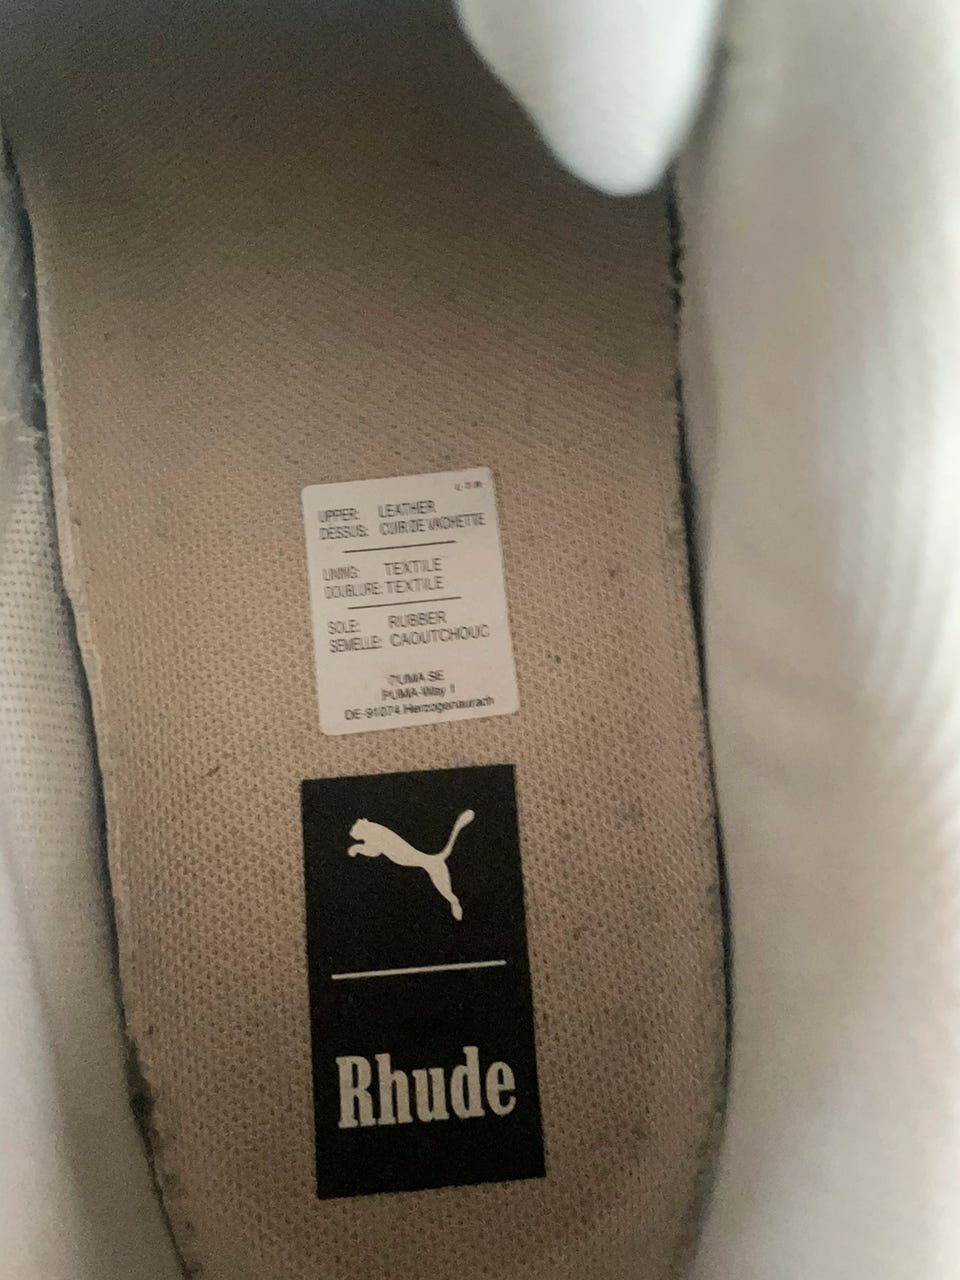 UPPER: LEATHER
DESSUS: CUIR DE VACHETTE
LINING: TEXTILE
DOUBLURE: TEXTILE
SOLE: RUBBER
SEMELLE: CAOUTCHOUC
PUMA SE
PUMA-Way 1
DE-91074 Herzogenaurach
Rhude